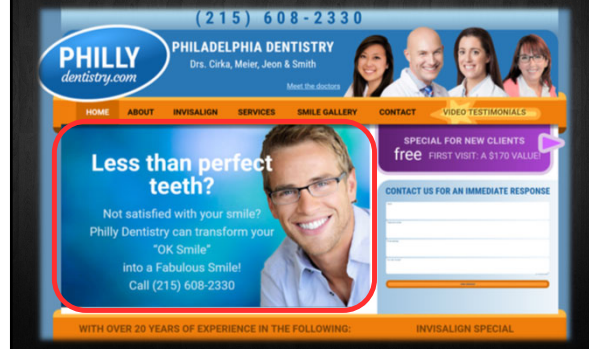 (215) 608-2330
PHILLY
dentistry.com
PHILADELPHIA DENTISTRY
Drs. Cirka, Meier, Jeon & Smith
Meet the doctors
HOME ABOUT INVISALIGN SERVICES SMILE GALLERY CONTACT VIDEO TESTIMONIALS
Less than perfect
teeth?
Not satisfied with your smile?
Philly Dentistry can transform your
"OK Smile"
into a Fabulous Smile!
Call (215) 608-2330
SPECIAL FOR NEW CLIENTS
free FIRST VISIT: A $170 VALUE!
CONTACT US FOR AN IMMEDIATE RESPONSE
WITH OVER 20 YEARS OF EXPERIENCE IN THE FOLLOWING:
INVISALIGN SPECIAL